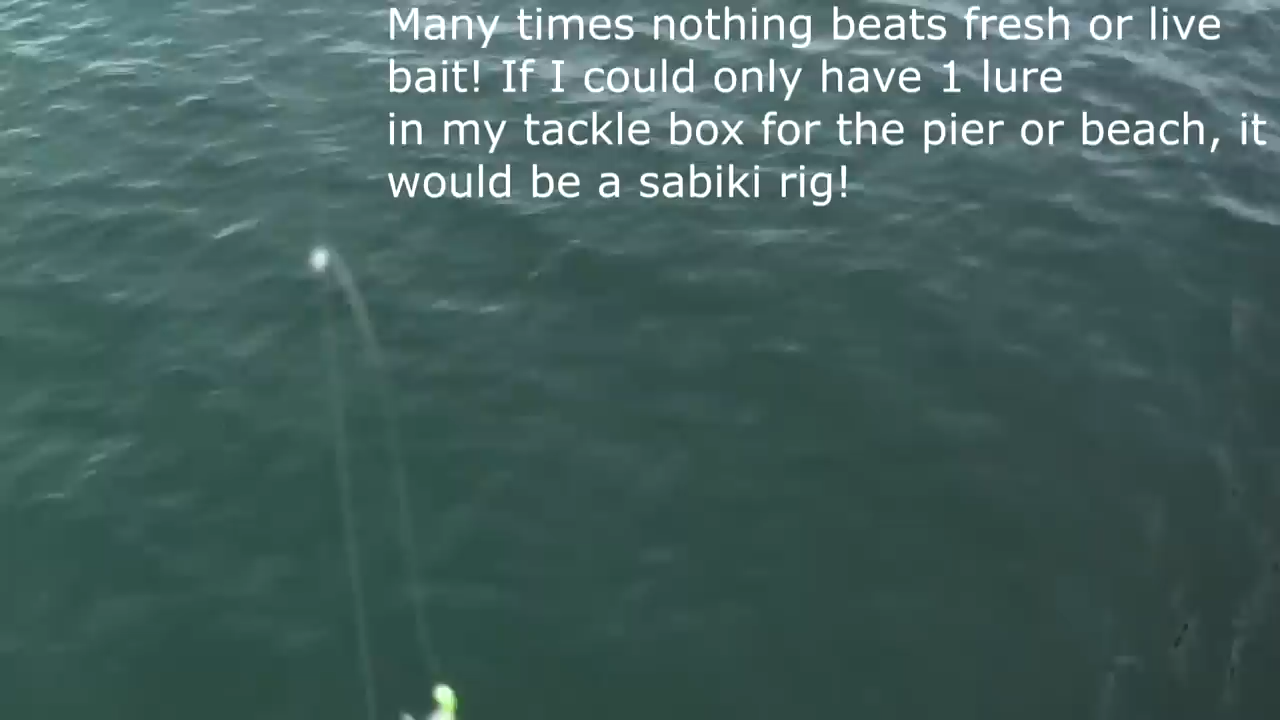 Many times nothing beats fresh or live
bait! If I could only have 1 lure
in my tackle box for the pier or beach, it
would be a sabiki rig!